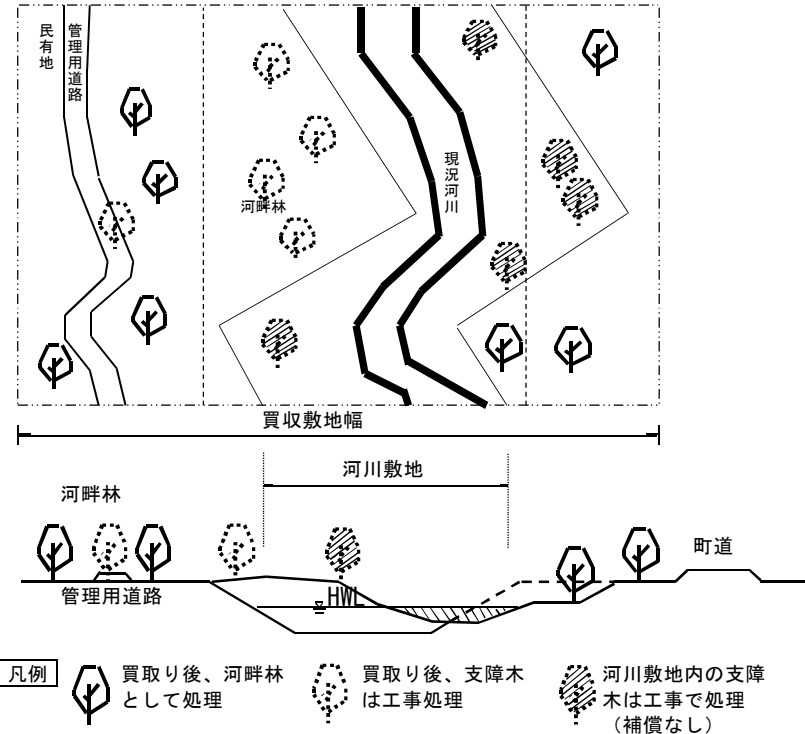 民有地
管理用道路
現況河川
河畔林
買収敷地幅
河川敷地
河畔林
町道
管理用道路
HWL
凡例
買取り後、河畔林
として処理
買取り後、支障木
は工事処理
河川敷地内の支障
木は工事で処理
（補償なし）